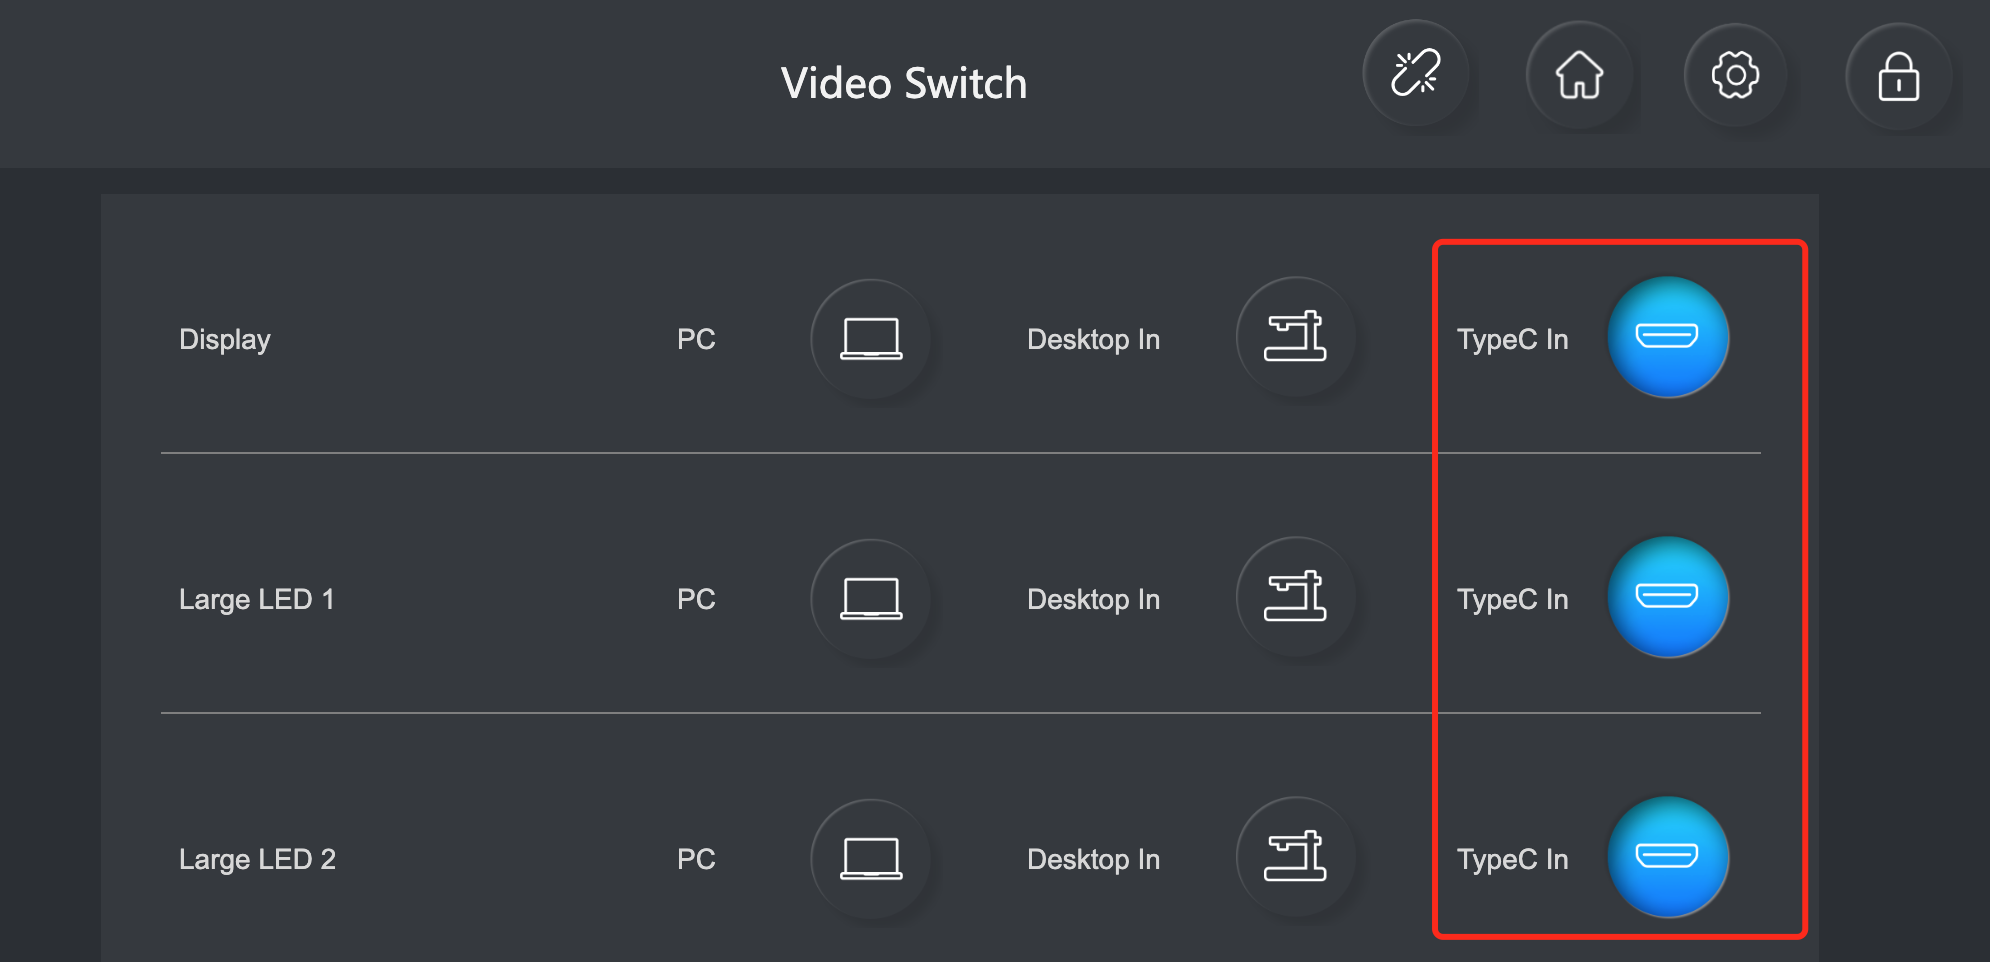 Video Switch
Display PC Desktop In TypeC In
Large LED 1 PC Desktop In TypeC In
Large LED 2 PC Desktop In TypeC In